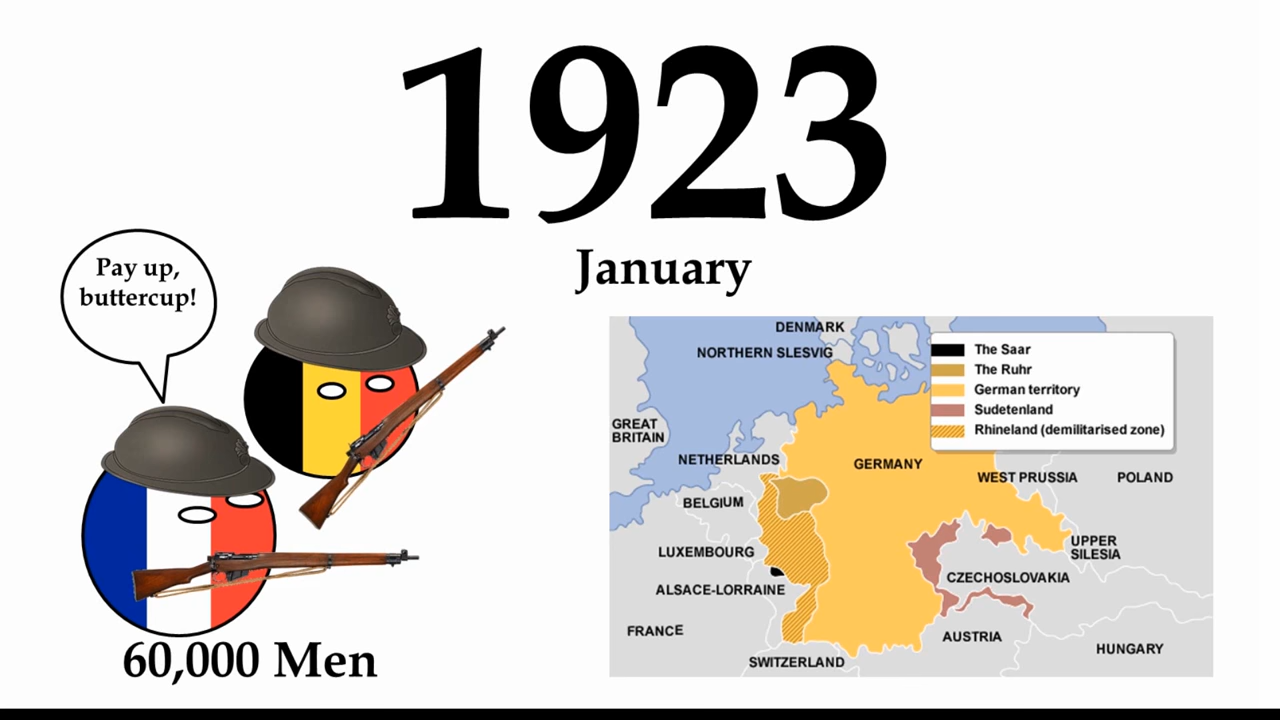 1923
January
Pay up,
buttercup!
60,000 Men
DENMARK
NORTHERN SLESVIG
GREAT
BRITAIN
NETHERLANDS
BELGIUM
LUXEMBOURG
ALSACE-LORRAINE
FRANCE
SWITZERLAND
GERMANY
WEST PRUSSIA
POLAND
UPPER
SILESIA
CZECHOSLOVAKIA
AUSTRIA
HUNGARY
The Saar
The Ruhr
German territory
Sudetenland
Rhineland (demilitarised zone)